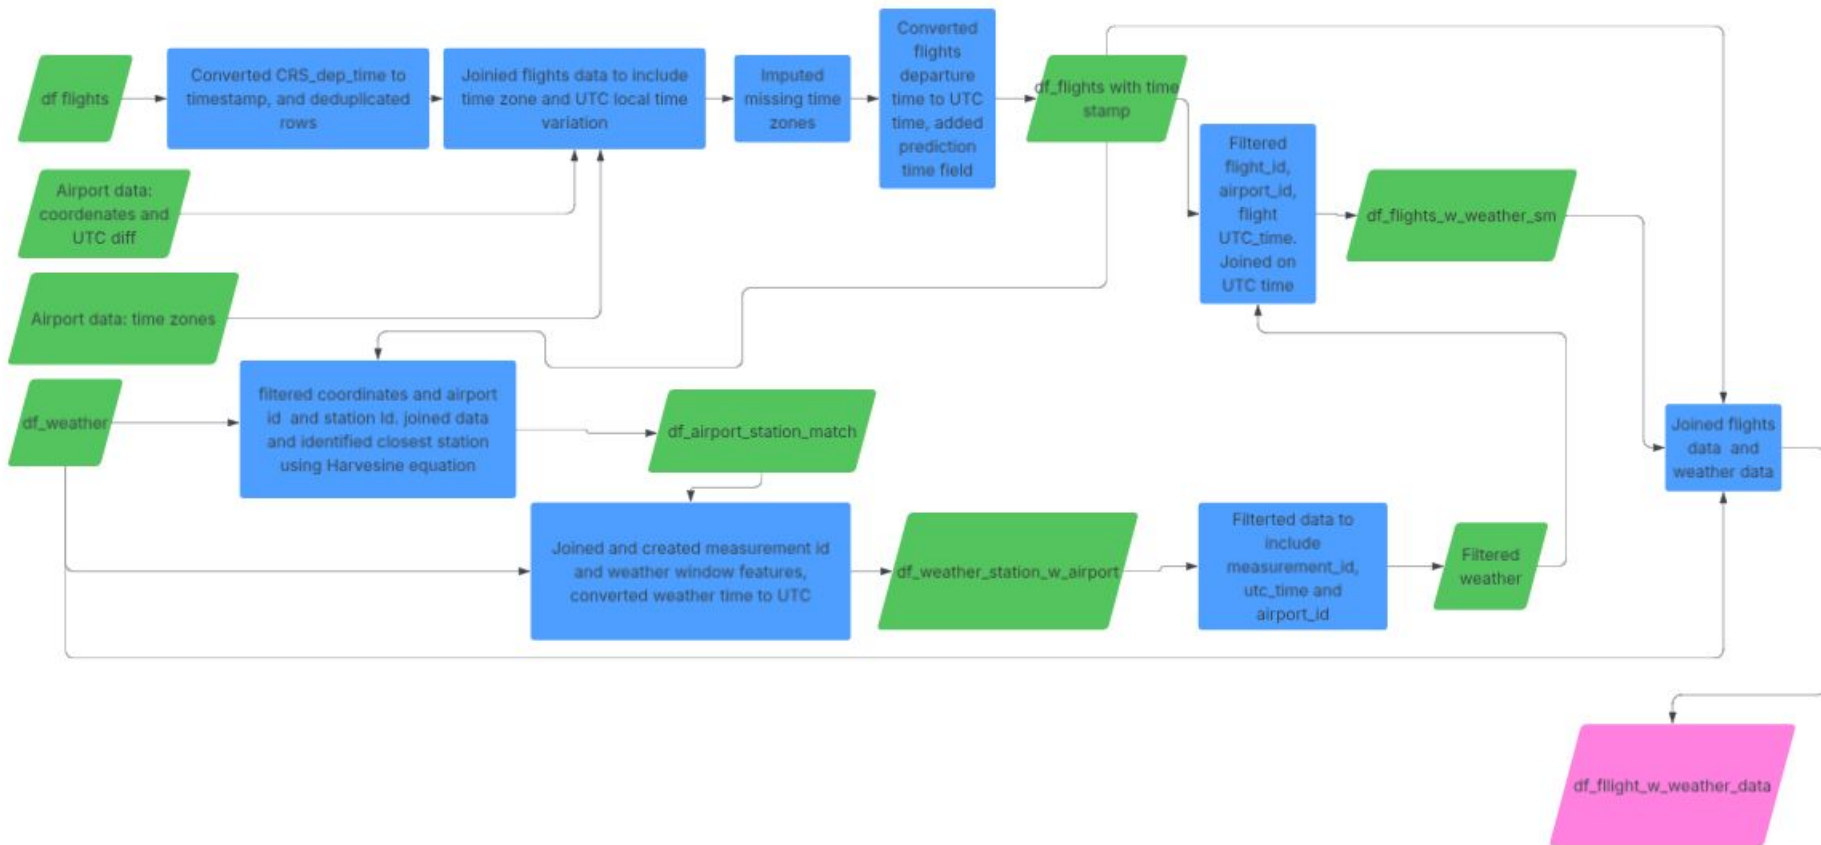 df flights
Converted CRS_dep_time to
timestamp, and deduplicated
rows
Joinied flights data to include
time zone and UTC local time
variation
Imputed
missing time
zones
Converted
flights
departure
time to UTC
time, added
prediction
time field
df_flights with time
stamp
Airport data:
coordenates and
UTC diff
Filtered
flight_id,
airport_id,
flight
UTC_time.
Joined on
UTC time
df_flights_w_weather_sm
Airport data: time zones
df_weather
filtered coordinates and airport
id and station Id. joined data
and identified closest station
using Harvesine equation
df_airport_station_match
Joined flights
data and
weather data
Joined and created measurement id
and weather window features,
converted weather time to UTC
df_weather_station_w_airport
Filterted data to
include
measurement_id,
utc_time and
airport_id
Filtered
weather
df_fllight_w_weather_data